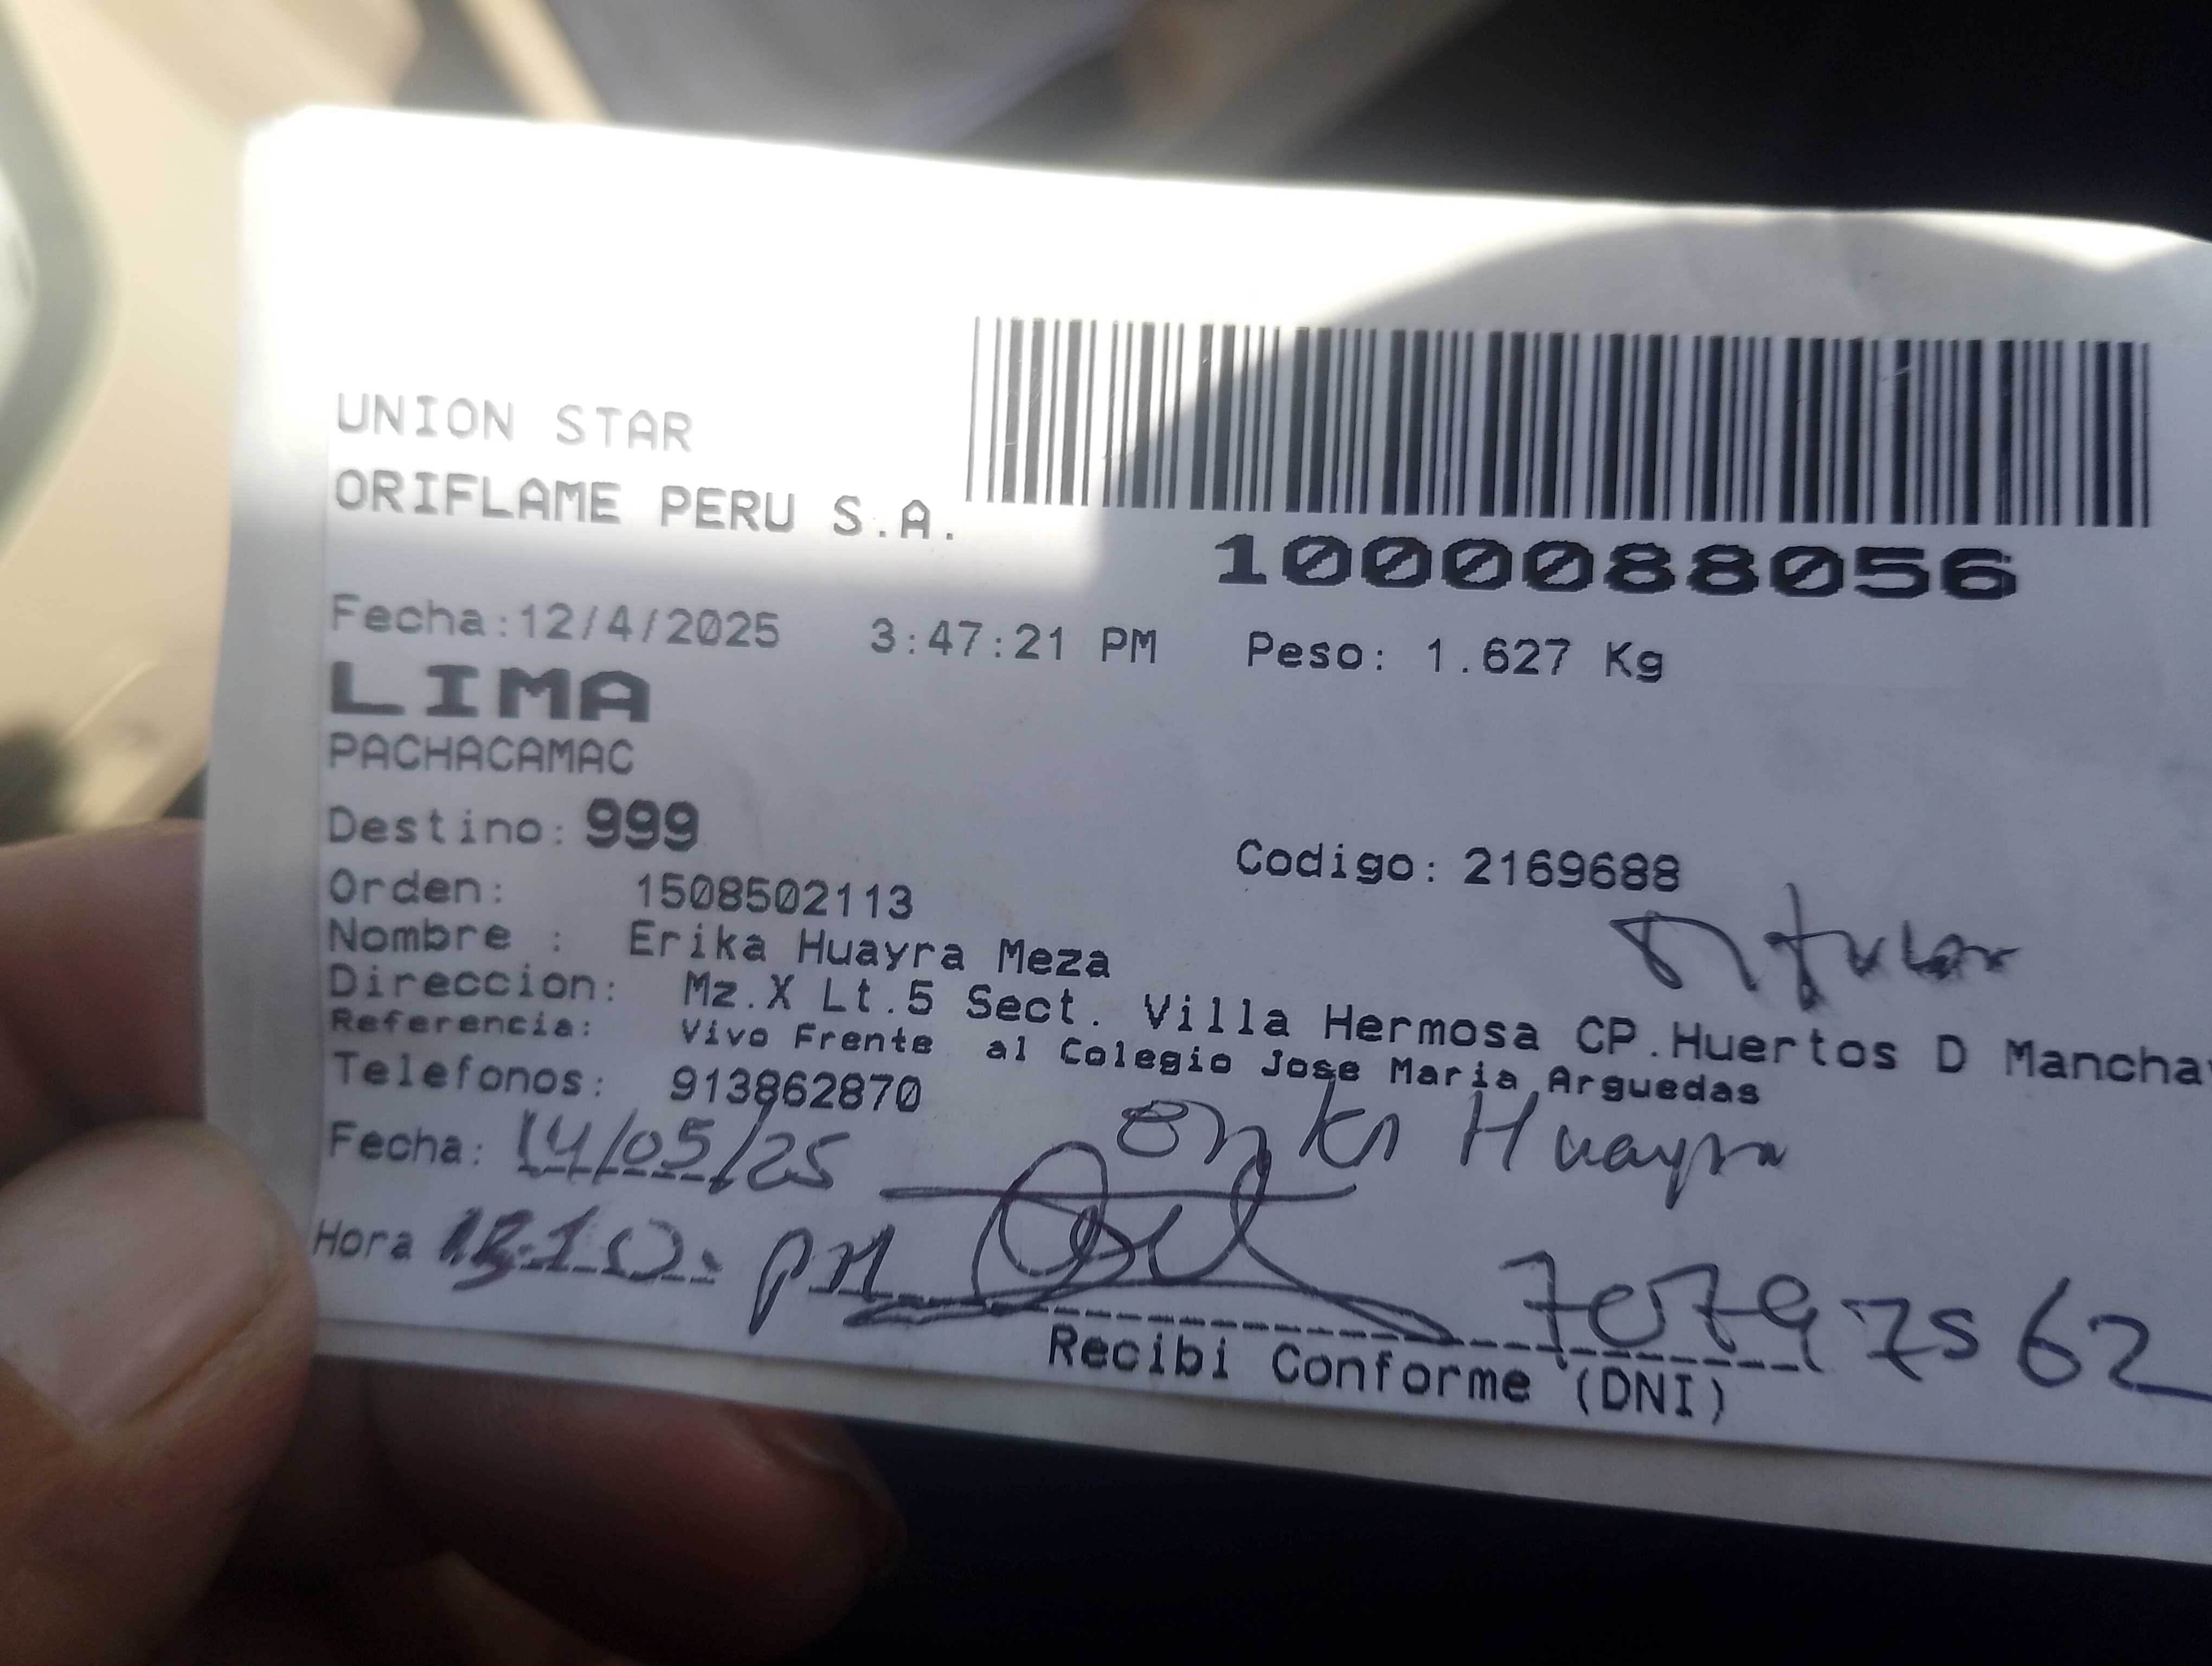 UNION STAR
ORIFLAME PERU S.A.
1000088056
Fecha:12/4/2025 3:47:21 PM Peso: 1.627 Kg
LIMA
PACHACAMAC
Destino: 999
Codigo: 2169688
Orden: 1508502113
Titular
Nombre : Erika Huayra Meza
Direccion: Mz.X Lt.5 Sect. Villa Hermosa CP.Huertos D Mancha
Referencia: Vivo Frente al Colegio Jose Maria Arguedas
Telefonos: 913862870
Fecha: 14/05/25 Huayra
Hora pm
Recibi Conforme (DNI)